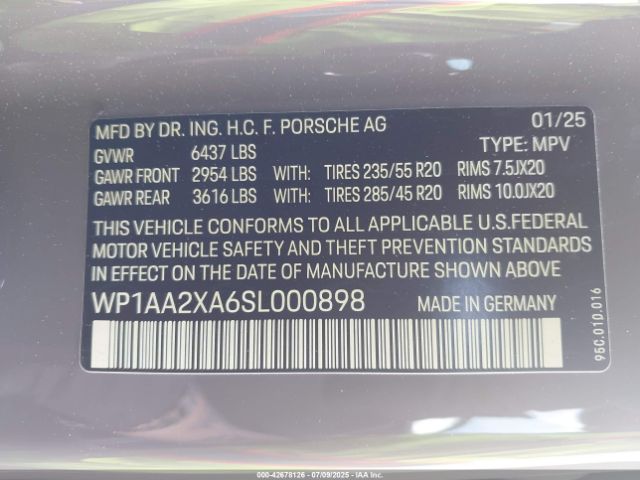 MFD BY DR. ING. H.C. F. PORSCHE AG 01/25
GVWR 6437 LBS TYPE: MPV
GAWR FRONT 2954 LBS WITH: TIRES 235/55 R20 RIMS 7.5JX20
GAWR REAR 3616 LBS WITH: TIRES 285/45 R20 RIMS 10.0JX20
THIS VEHICLE CONFORMS TO ALL APPLICABLE U.S.FEDERAL
MOTOR VEHICLE SAFETY AND THEFT PREVENTION STANDARDS
IN EFFECT ON THE DATE OF MANUFACTURE SHOWN ABOVE.
WP1AA2XA6SL000898 MADE IN GERMANY
95C.010.016
000-42678126 - 07/09/2025 - IAA Inc.